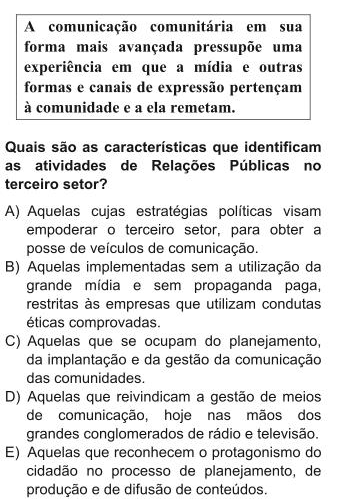 A comunicação comunitária em sua
forma mais avançada pressupõe uma
experiência em que a mídia e outras
formas e canais de expressão pertençam
à comunidade e a ela remetam.
Quais são as características que identificam
as atividades de Relações Públicas no
terceiro setor?
A) Aquelas cujas estratégias políticas visam
empoderar o terceiro setor, para obter a
posse de veículos de comunicação.
B) Aquelas implementadas sem a utilização da
grande mídia e sem propaganda paga,
restritas às empresas que utilizam condutas
éticas comprovadas.
C) Aquelas que se ocupam do planejamento,
da implantação e da gestão da comunicação
das comunidades.
D) Aquelas que reivindicam a gestão de meios
de comunicação, hoje nas mãos dos
grandes conglomerados de rádio e televisão.
E) Aquelas que reconhecem o protagonismo do
cidadão no processo de planejamento, de
produção e de difusão de conteúdos.